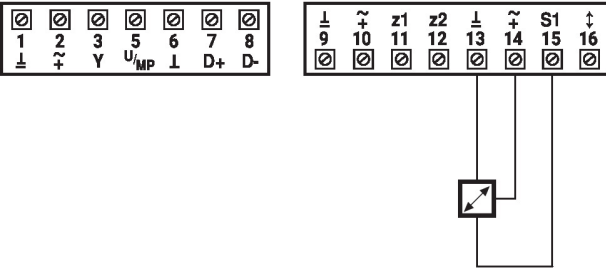 1 2 3 5 6 7 8
⊥ ~+ Y U/MP ⊥ D+ D-
⊥ ~+ z1 z2 ⊥ ~+ S1 ↕
9 10 11 12 13 14 15 16